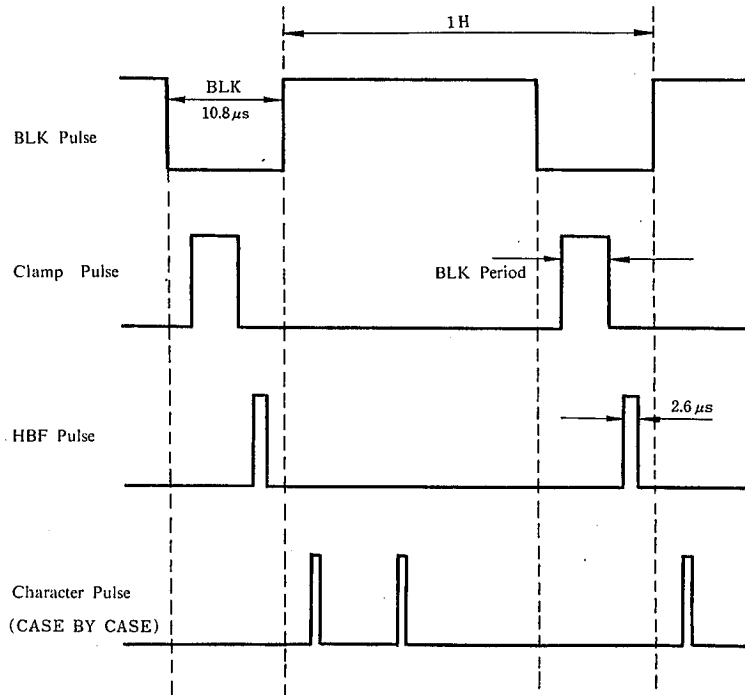 1H
BLK
10.8μs
BLK Pulse
Clamp Pulse
BLK Period
HBF Pulse
2.6μs
Character Pulse
(CASE BY CASE)